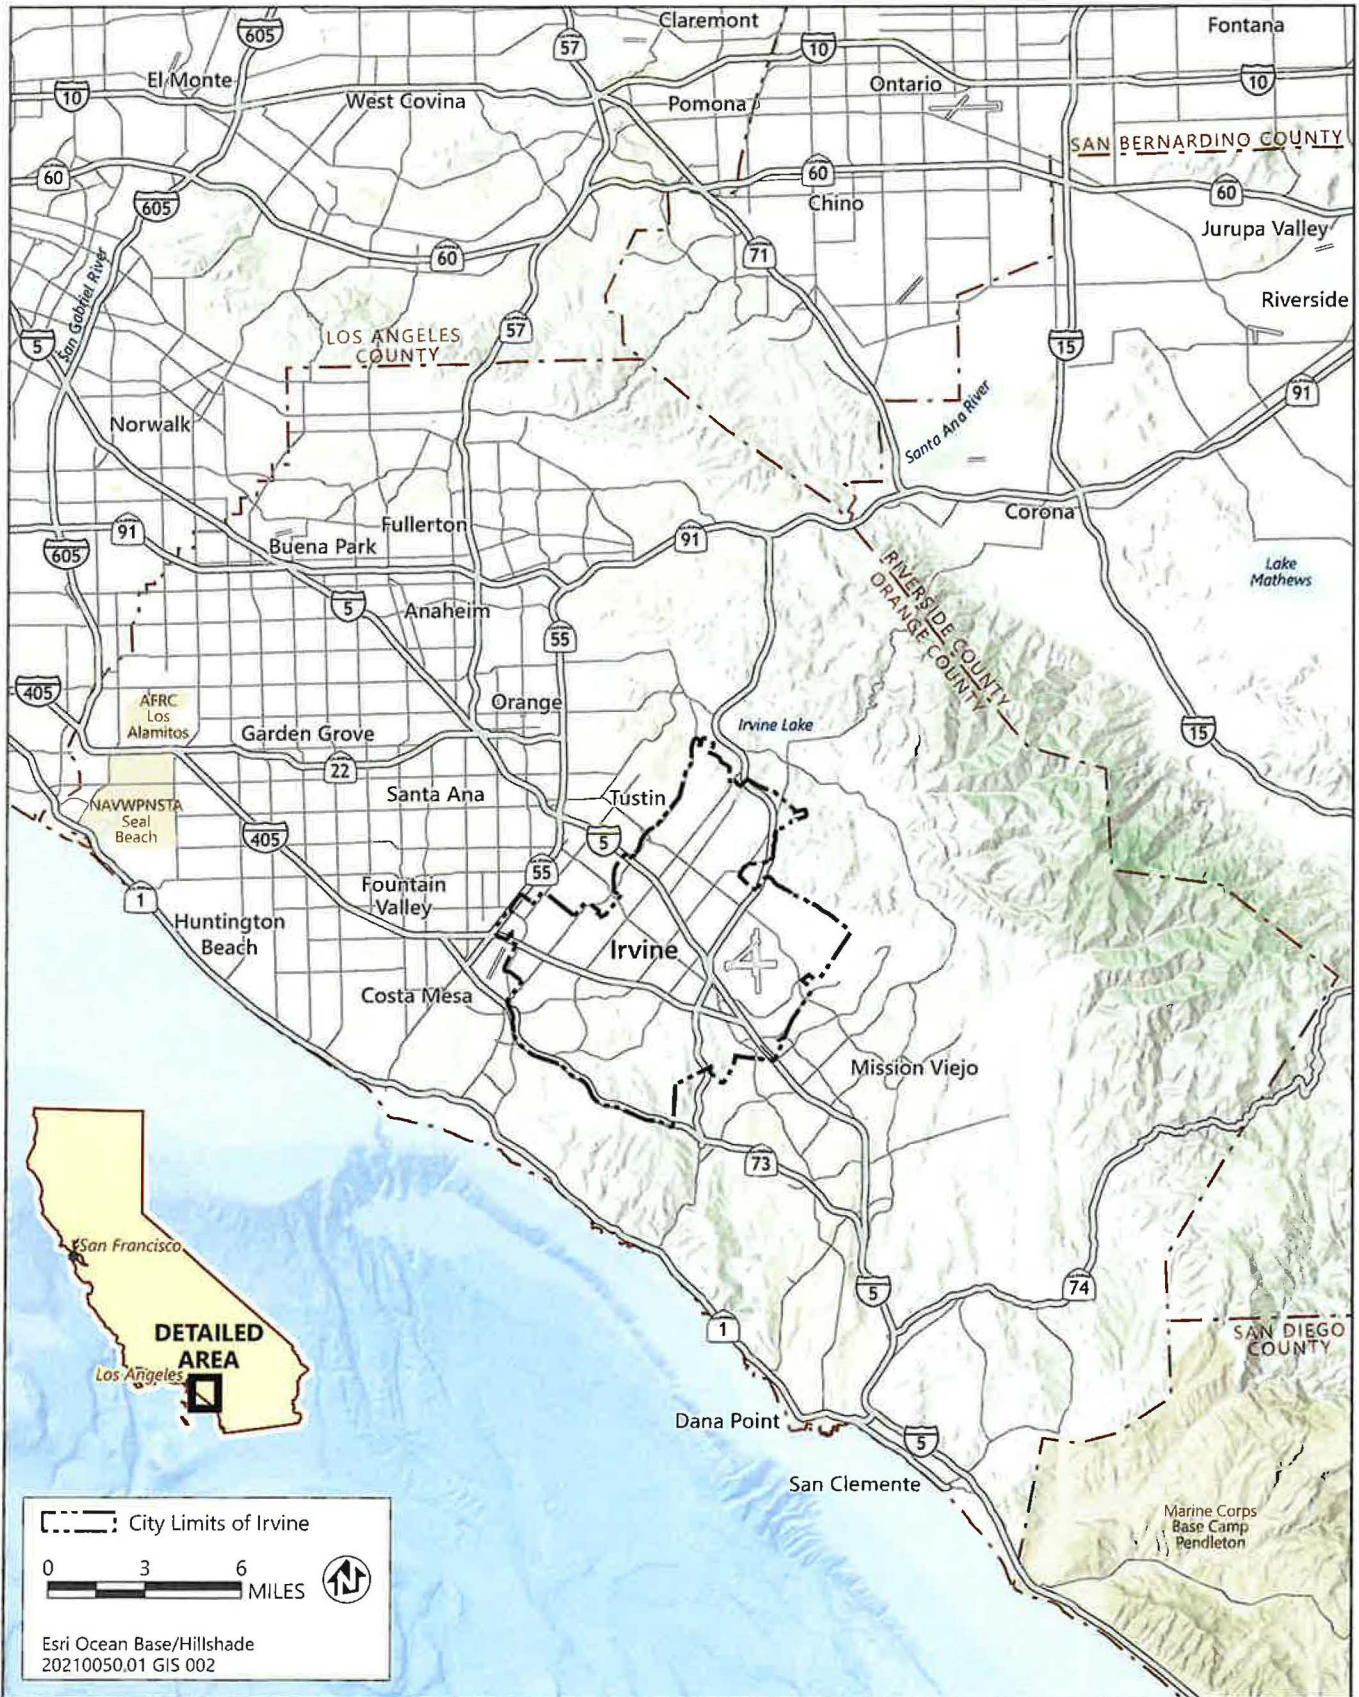 Claremont
Fontana
605
57
10
El Monte
Ontario
10
10
West Covina
Pomona
SAN BERNARDINO COUNTY
60
60
60
605
Chino
Jurupa Valley
60
71
San Gabriel River
Riverside
5
57
LOS ANGELES
COUNTY
15
91
Santa Ana River
Norwalk
91
Fullerton
Corona
605
Buena Park
91
Lake
Mathews
5
Anaheim
RIVERSIDE COUNTY
ORANGE COUNTY
55
405
AFRC
Los
Alamitos
Orange
Irvine Lake
Garden Grove
15
22
Santa Ana
Tustin
NAVWPNSTA
Seal
Beach
405
5
55
Fountain
Valley
1
Huntington
Beach
Irvine
Costa Mesa
Mission Viejo
73
San Francisco
5
74
1
SAN DIEGO
COUNTY
DETAILED
AREA
Los Angeles
Dana Point
5
San Clemente
Marine Corps
Base Camp
Pendleton
City Limits of Irvine
0 3 6
MILES
N
Esri Ocean Base/Hillshade
20210050.01 GIS 002